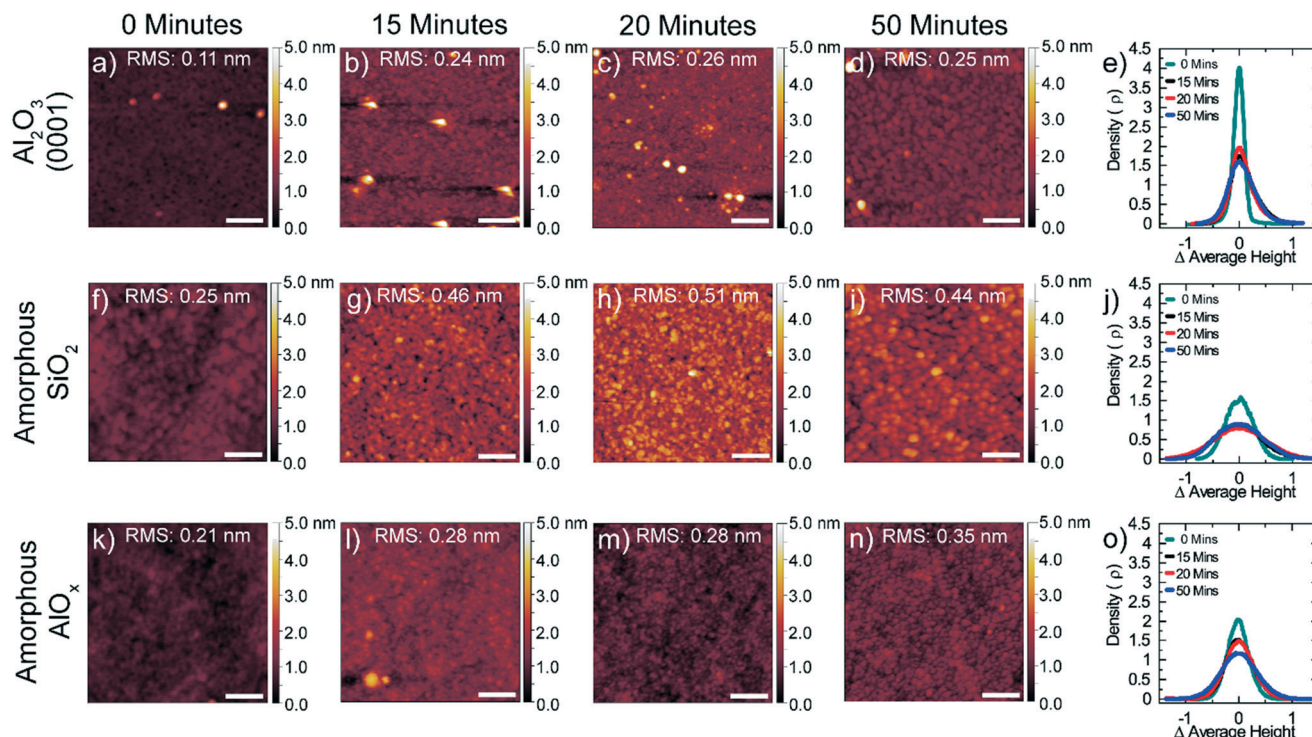 0 Minutes
15 Minutes
20 Minutes
50 Minutes
Al2O3
(0001)
a)
RMS: 0.11 nm
5.0 nm
4.0
3.0
2.0
1.0
0.0
b)
RMS: 0.24 nm
5.0 nm
4.0
3.0
2.0
1.0
0.0
c)
RMS: 0.26 nm
5.0 nm
4.0
3.0
2.0
1.0
0.0
d)
RMS: 0.25 nm
5.0 nm
4.0
3.0
2.0
1.0
0.0
e)
4.5
4
3.5
3
2.5
2
1.5
1
0.5
0
Density (ρ)
0 Mins
15 Mins
20 Mins
50 Mins
-1 0 1
Δ Average Height
Amorphous
SiO2
f)
RMS: 0.25 nm
5.0 nm
4.0
3.0
2.0
1.0
0.0
g)
RMS: 0.46 nm
5.0 nm
4.0
3.0
2.0
1.0
0.0
h)
RMS: 0.51 nm
5.0 nm
4.0
3.0
2.0
1.0
0.0
i)
RMS: 0.44 nm
5.0 nm
4.0
3.0
2.0
1.0
0.0
j)
4.5
4
3.5
3
2.5
2
1.5
1
0.5
0
Density (ρ)
0 Mins
15 Mins
20 Mins
50 Mins
-1 0 1
Δ Average Height
Amorphous
AlOx
k)
RMS: 0.21 nm
5.0 nm
4.0
3.0
2.0
1.0
0.0
l)
RMS: 0.28 nm
5.0 nm
4.0
3.0
2.0
1.0
0.0
m)
RMS: 0.28 nm
5.0 nm
4.0
3.0
2.0
1.0
0.0
n)
RMS: 0.35 nm
5.0 nm
4.0
3.0
2.0
1.0
0.0
o)
4.5
4
3.5
3
2.5
2
1.5
1
0.5
0
Density (ρ)
0 Mins
15 Mins
20 Mins
50 Mins
-1 0 1
Δ Average Height